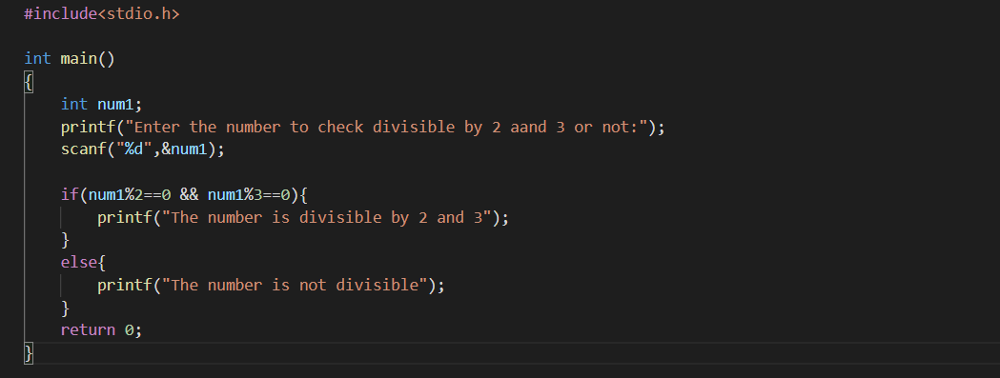 #include<stdio.h>
int main()
{
int num1;
printf("Enter the number to check divisible by 2 aand 3 or not:");
scanf("%d",&num1);
if(num1%2==0 && num1%3==0){
printf("The number is divisible by 2 and 3");
}
else{
printf("The number is not divisible");
}
return 0;
}